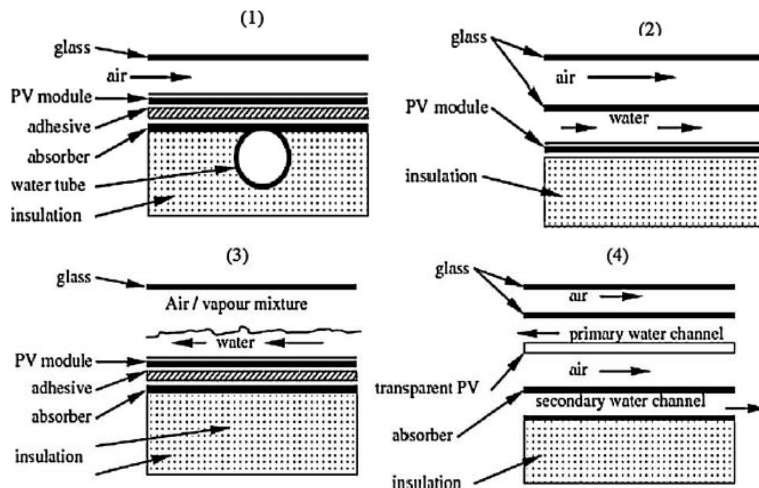 (1)
glass
air
PV module
adhesive
absorber
water tube
insulation
(2)
glass
air
water
PV module
insulation
(3)
glass
Air / vapour mixture
water
PV module
adhesive
absorber
insulation
(4)
glass
air
primary water channel
air
transparent PV
secondary water channel
absorber
insulation